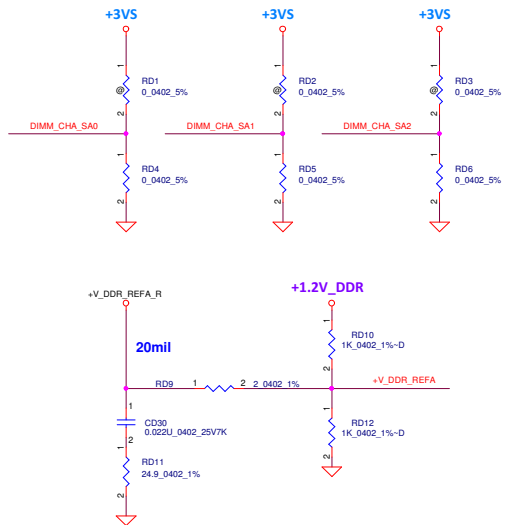 +3VS +3VS +3VS
1 1 1
RD1 RD2 RD3
@ 0_0402_5% @ 0_0402_5% @ 0_0402_5%
2 2 2
DIMM_CHA_SA0 DIMM_CHA_SA1 DIMM_CHA_SA2
1 1 1
RD4 RD5 RD6
0_0402_5% 0_0402_5% 0_0402_5%
2 2 2
+V_DDR_REFA_R +1.2V_DDR
1
20mil RD10
1K_0402_1%~D
2
RD9 1 2 2_0402_1% +V_DDR_REFA
1 1
CD30 RD12
0.022U_0402_25V7K 1K_0402_1%~D
2 2
1
RD11
24.9_0402_1%
2